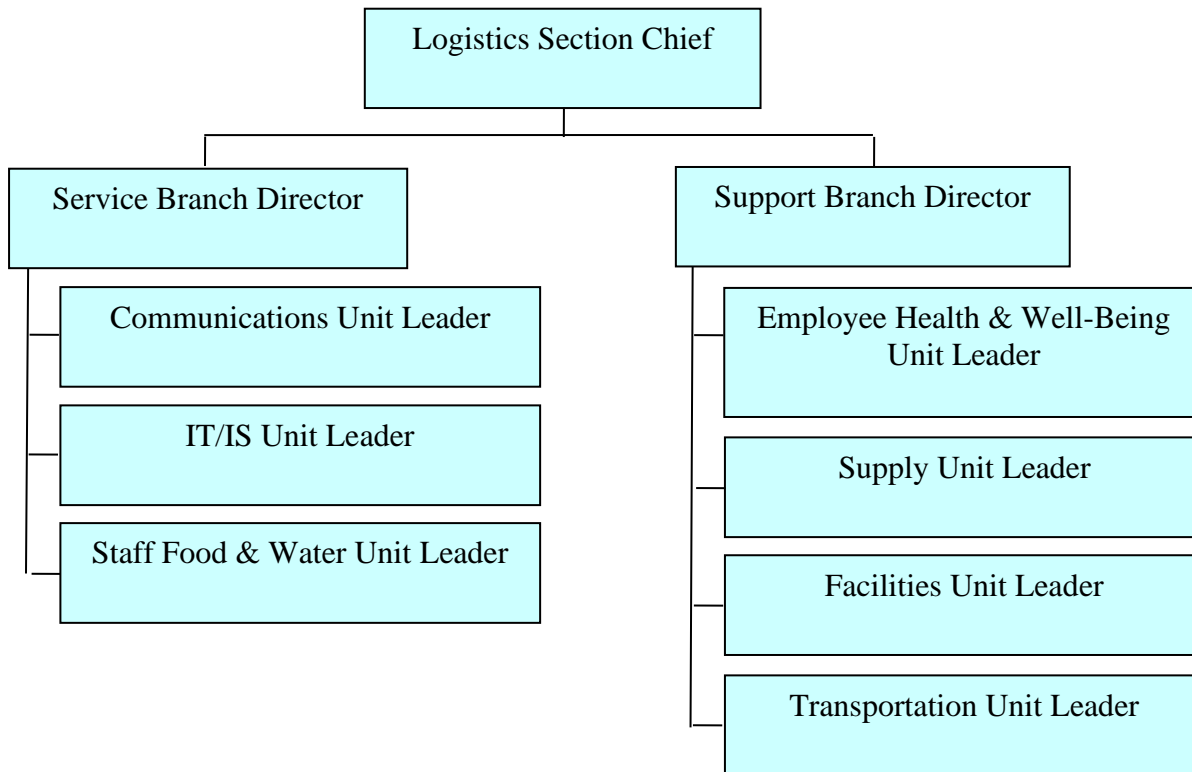 Logistics Section Chief
Service Branch Director
Communications Unit Leader
IT/IS Unit Leader
Staff Food & Water Unit Leader
Support Branch Director
Employee Health & Well-Being
Unit Leader
Supply Unit Leader
Facilities Unit Leader
Transportation Unit Leader